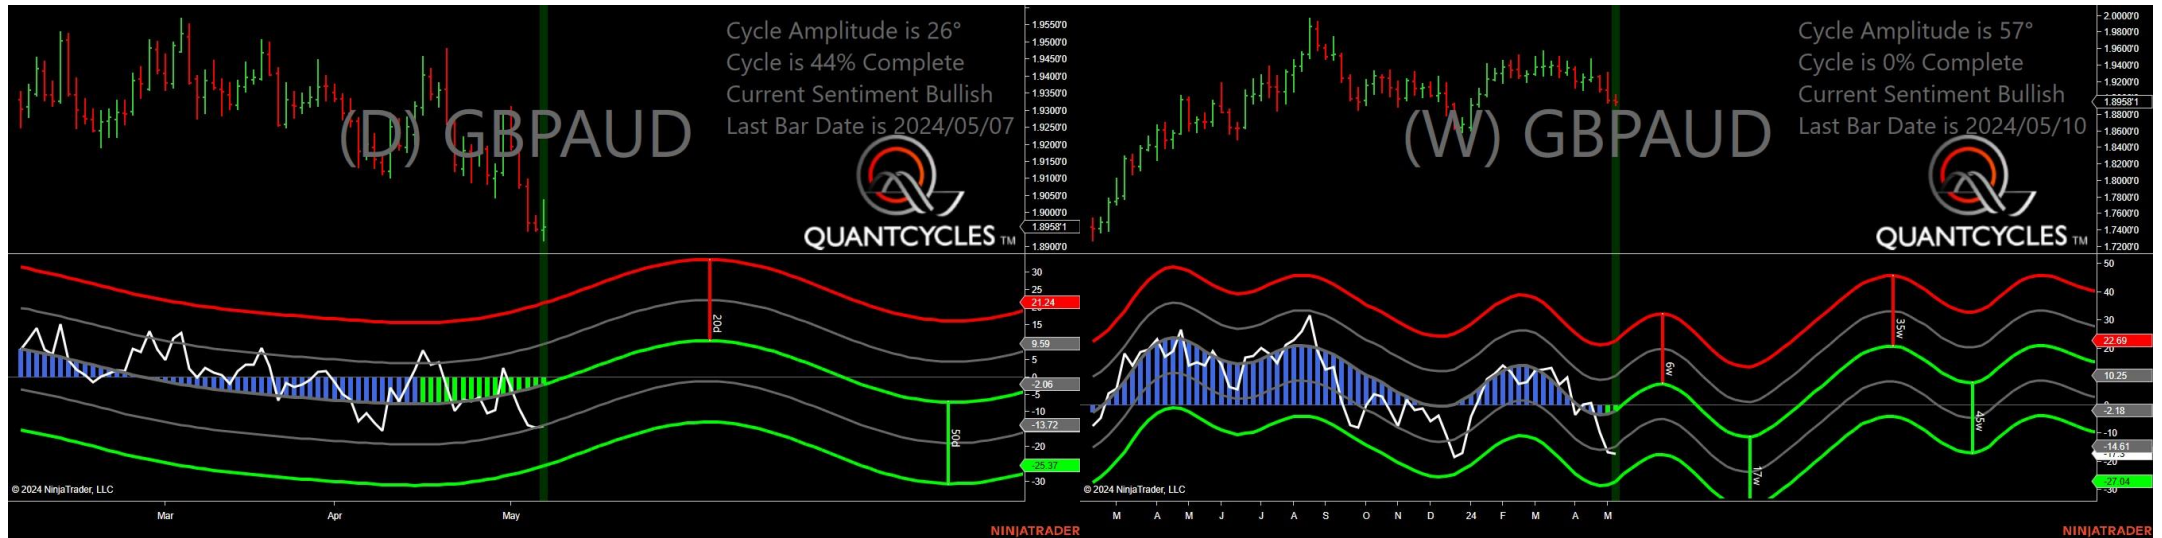 Cycle Amplitude is 26°
Cycle is 44% Complete
Current Sentiment Bullish
Last Bar Date is 2024/05/07
(D) GBPAUD
QUANTCYCLES TM
1.9550'0
1.9500'0
1.9450'0
1.9400'0
1.9350'0
1.9300'0
1.9250'0
1.9200'0
1.9150'0
1.9100'0
1.9050'0
1.9000'0
1.8958'1
1.8900'0
30
25
21.24
15
9.59
5
0
-2.06
-5
-10
-13.72
-20
-25.37
-30
20d
50d
© 2024 NinjaTrader, LLC
Mar Apr May
NINJATRADER
Cycle Amplitude is 57°
Cycle is 0% Complete
Current Sentiment Bullish
Last Bar Date is 2024/05/10
(W) GBPAUD
QUANTCYCLES TM
2.0000'0
1.9800'0
1.9600'0
1.9400'0
1.9200'0
1.8958'1
1.8800'0
1.8600'0
1.8400'0
1.8200'0
1.8000'0
1.7800'0
1.7600'0
1.7400'0
1.7200'0
50
40
30
22.69
20
10.25
0
-2.18
-10
-14.61
-20
-27.04
-30
6w
17w
35w
45w
© 2024 NinjaTrader, LLC
M A M J J A S O N D 24 F M A M
NINJATRADER